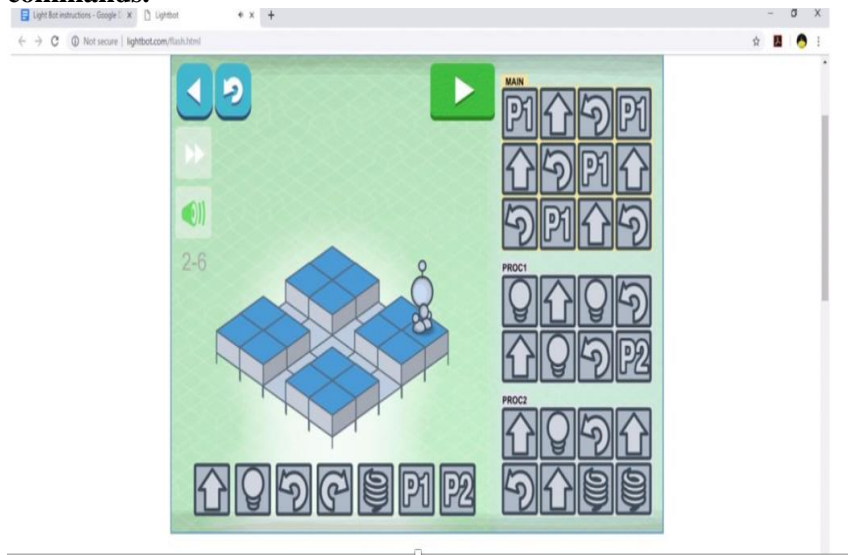 commands.
Light Bot instructions - Google D
Lightbot
Not secure | lightbot.com/flash.html
MAIN
P1 P1
P1
P1
2-6
PROC1
P2
PROC2
P1 P2